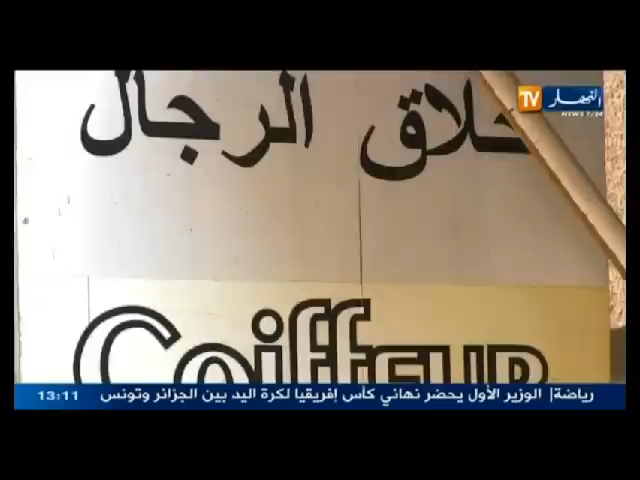 النهار TV
NEWS 7/24
حلاق الرجال
Coiffeur
رياضة| الوزير الأول يحضر نهائي كأس إفريقيا لكرة اليد بين الجزائر وتونس
13:11